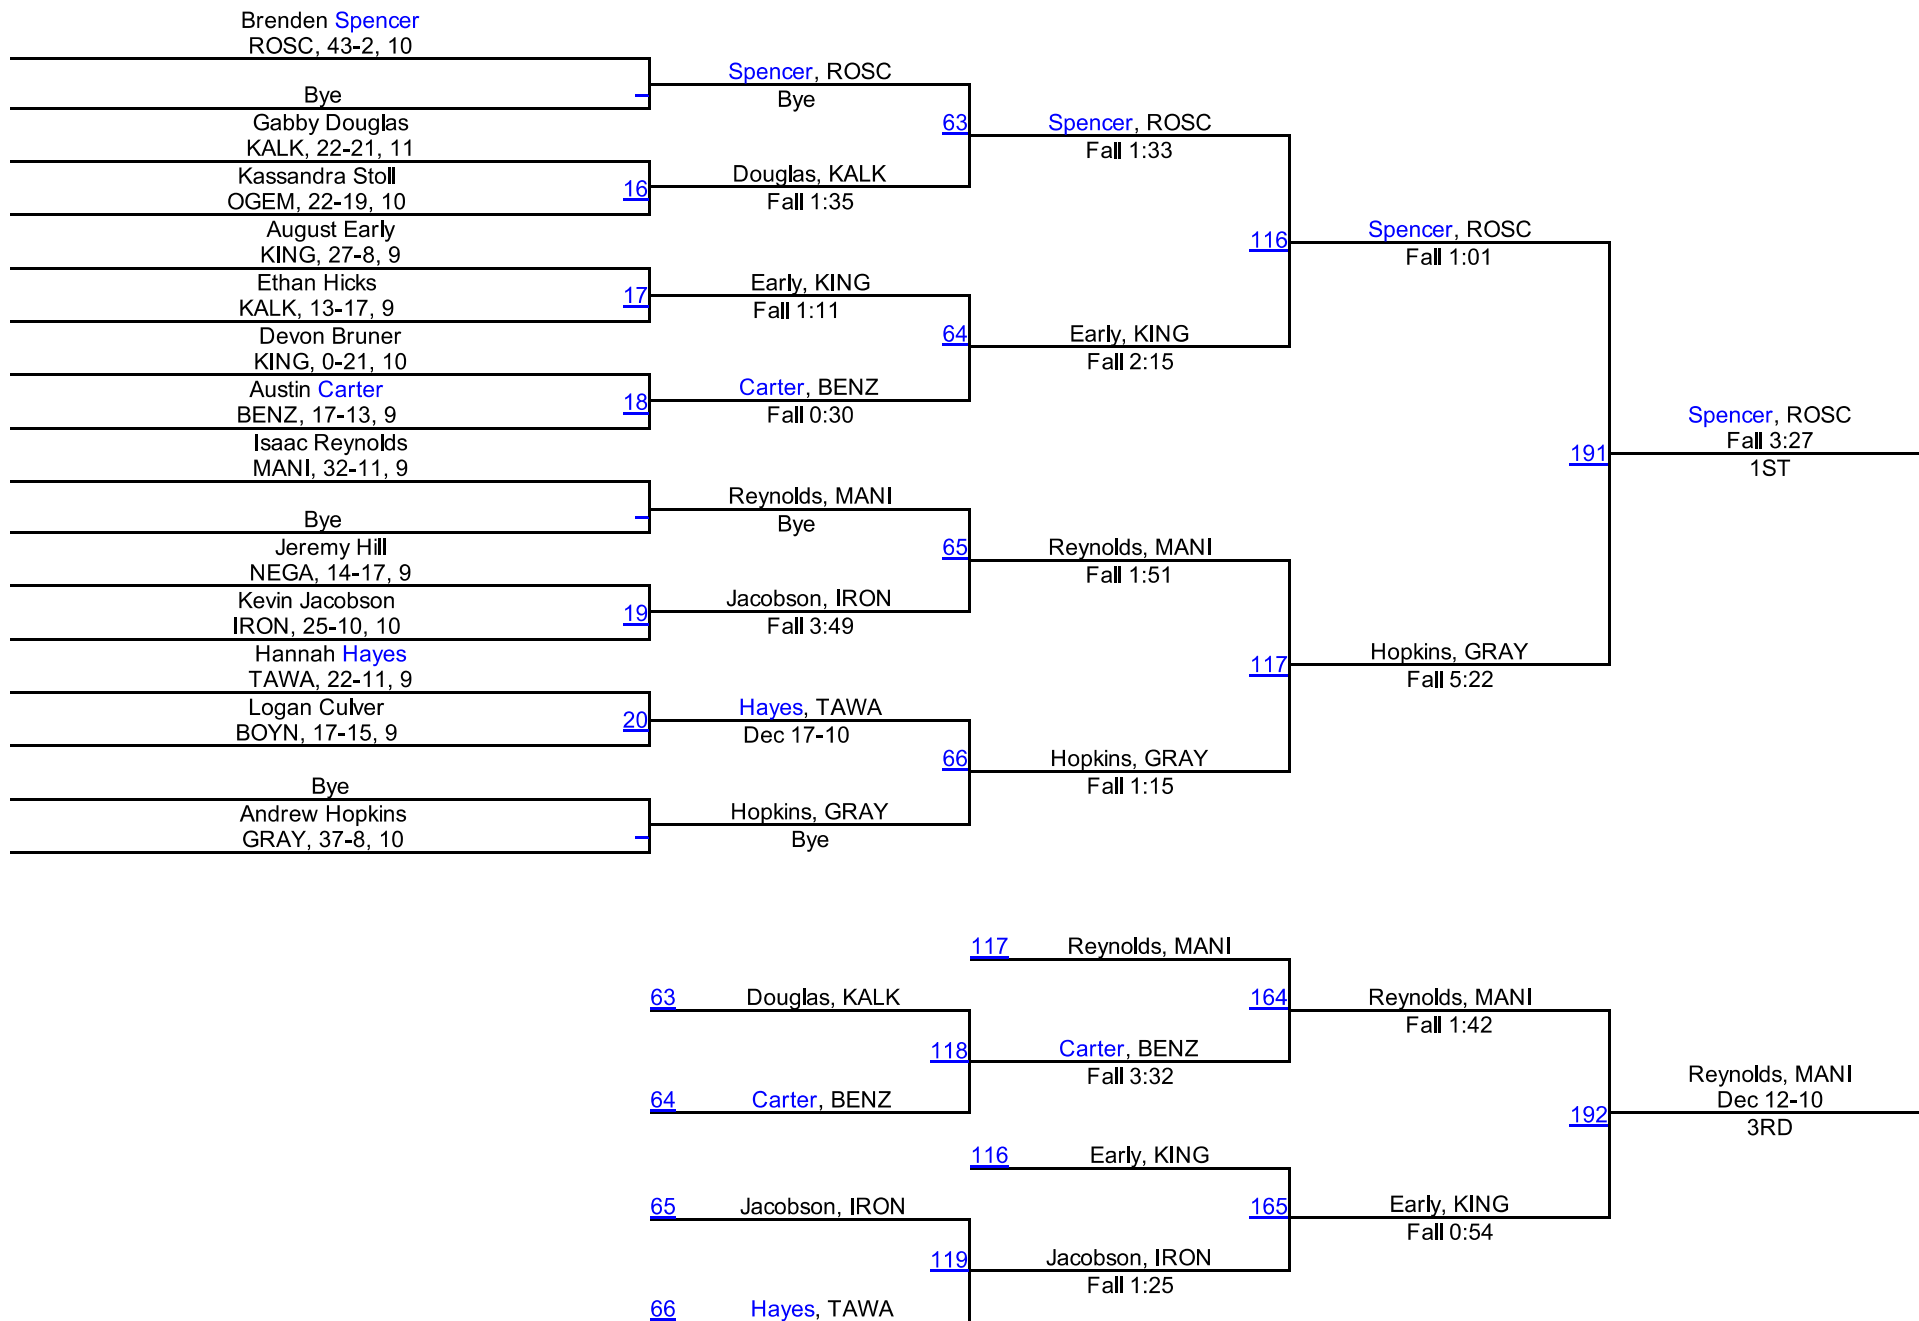 Brenden Spencer
ROSC, 43-2, 10
Bye
Gabby Douglas
KALK, 22-21, 11
Kassandra Stoll
OGEM, 22-19, 10
16
August Early
KING, 27-8, 9
Ethan Hicks
KALK, 13-17, 9
17
Devon Bruner
KING, 0-21, 10
Austin Carter
BENZ, 17-13, 9
18
Isaac Reynolds
MANI, 32-11, 9
Bye
Jeremy Hill
NEGA, 14-17, 9
Kevin Jacobson
IRON, 25-10, 10
19
Hannah Hayes
TAWA, 22-11, 9
Logan Culver
BOYN, 17-15, 9
20
Bye
Andrew Hopkins
GRAY, 37-8, 10
Spencer, ROSC
Bye
63
Douglas, KALK
Fall 1:35
Early, KING
Fall 1:11
64
Carter, BENZ
Fall 0:30
Reynolds, MANI
Bye
65
Jacobson, IRON
Fall 3:49
Hayes, TAWA
Dec 17-10
66
Hopkins, GRAY
Bye
Spencer, ROSC
Fall 1:33
116
Early, KING
Fall 2:15
Reynolds, MANI
Fall 1:51
117
Hopkins, GRAY
Fall 1:15
Spencer, ROSC
Fall 1:01
191
Hopkins, GRAY
Fall 5:22
Spencer, ROSC
Fall 3:27
1ST
63
Douglas, KALK
118
64
Carter, BENZ
65
Jacobson, IRON
119
66
Hayes, TAWA
117
Reynolds, MANI
164
Carter, BENZ
Fall 3:32
116
Early, KING
165
Jacobson, IRON
Fall 1:25
Reynolds, MANI
Fall 1:42
192
Early, KING
Fall 0:54
Reynolds, MANI
Dec 12-10
3RD